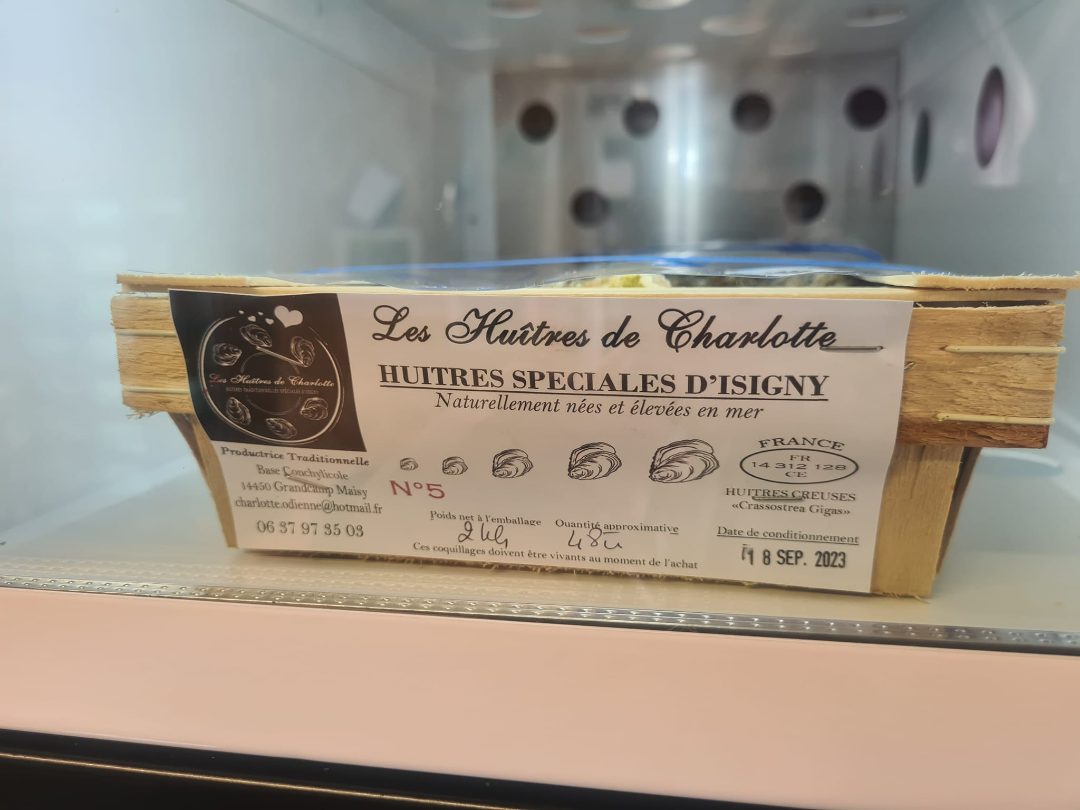 Les Huîtres de Charlotte
HUITRES SPECIALES D'ISIGNY
Naturellement nées et élevées en mer
Les Huîtres de Charlotte
Productrice Traditionnelle
Base Conchylicole
14450 Grandcamp Maisy
charlotte.odienne@hotmail.fr
06 37 97 35 03
N°5
Poids net à l'emballage
2 kg
Quantité approximative
48
Ces coquillages doivent être vivants au moment de l'achat
FRANCE
FR
14 312 128
CE
HUITRES CREUSES
«Crassostrea Gigas»
Date de conditionnement
18 SEP. 2023